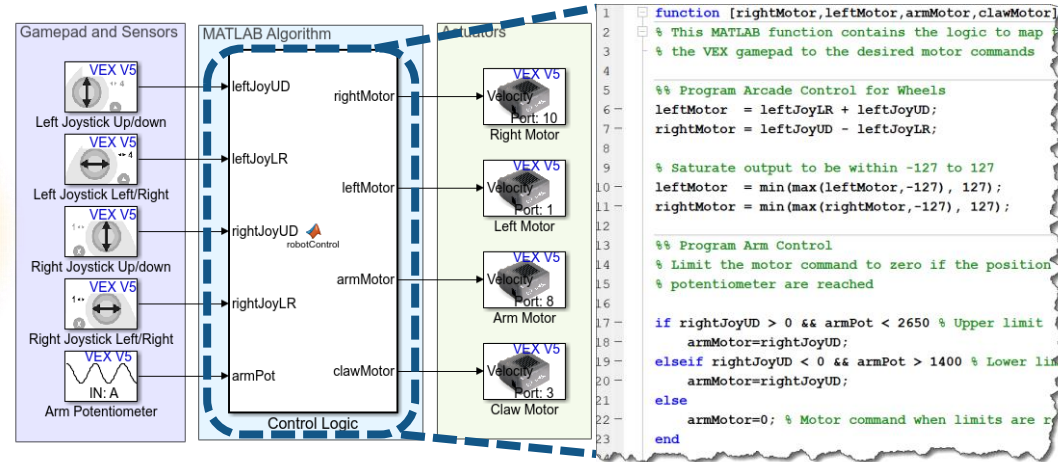 Gamepad and Sensors
VEX V5
Left Joystick Up/down
VEX V5
Left Joystick Left/Right
VEX V5
Right Joystick Up/down
VEX V5
Right Joystick Left/Right
VEX V5
IN: A
Arm Potentiometer
MATLAB Algorithm
leftJoyUD
leftJoyLR
rightJoyUD
rightJoyLR
armPot
robotControl
rightMotor
leftMotor
armMotor
clawMotor
Control Logic
Actuators
VEX V5
Velocity
Port: 10
Right Motor
VEX V5
Velocity
Port: 1
Left Motor
VEX V5
Velocity
Port: 8
Arm Motor
VEX V5
Velocity
Port: 3
Claw Motor
1 function [rightMotor,leftMotor,armMotor,clawMotor]
2 % This MATLAB function contains the logic to map
3 % the VEX gamepad to the desired motor commands
4
5 %% Program Arcade Control for Wheels
6 leftMotor = leftJoyLR + leftJoyUD;
7 rightMotor = leftJoyUD - leftJoyLR;
8
9 % Saturate output to be within -127 to 127
10 leftMotor = min(max(leftMotor,-127), 127);
11 rightMotor = min(max(rightMotor,-127), 127);
12
13 %% Program Arm Control
14 % Limit the motor command to zero if the position
15 % potentiometer are reached
16
17 if rightJoyUD > 0 && armPot < 2650 % Upper limit
18 armMotor=rightJoyUD;
19 elseif rightJoyUD < 0 && armPot > 1400 % Lower lim
20 armMotor=rightJoyUD;
21 else
22 armMotor=0; % Motor command when limits are r
23 end